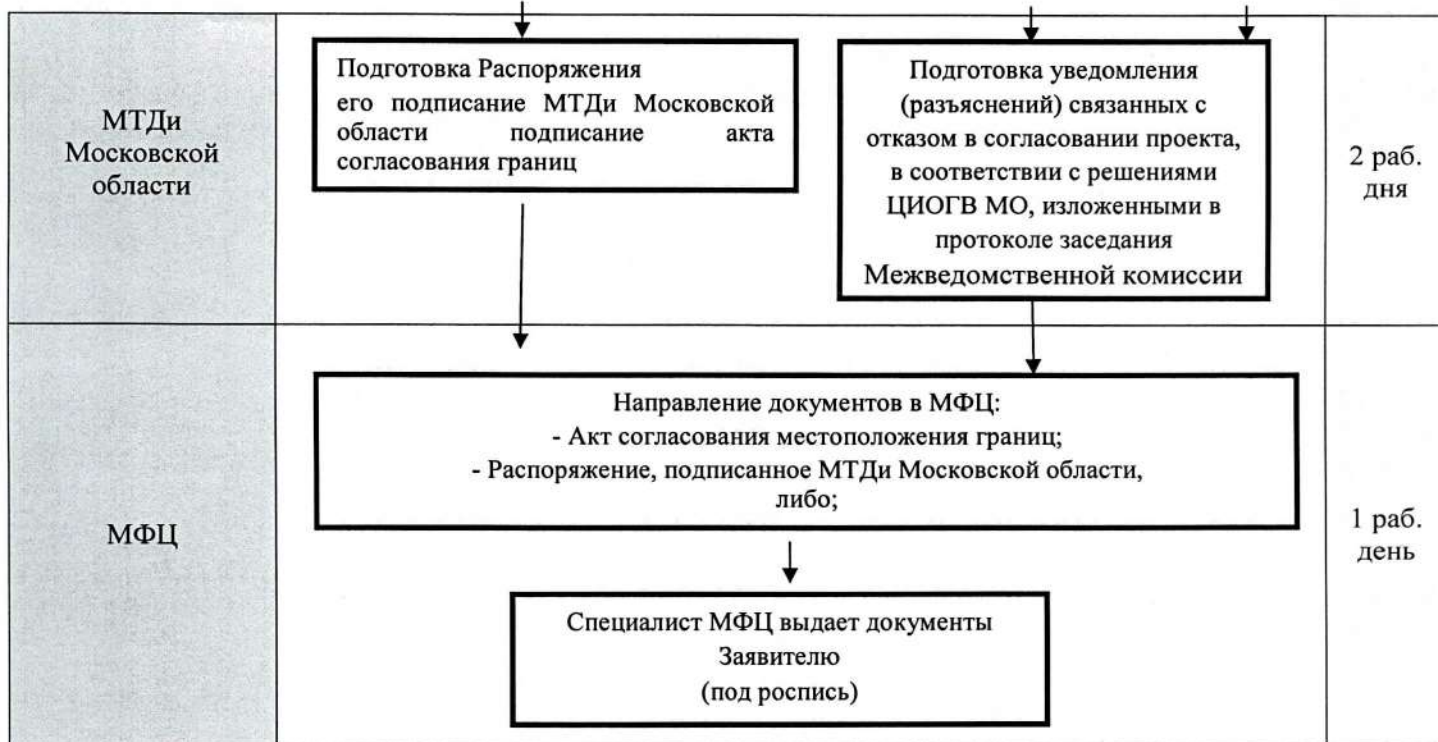 МТДи
Московской
области
Подготовка Распоряжения
его подписание МТДи Московской
области подписание акта
согласования границ
Подготовка уведомления
(разъяснений) связанных с
отказом в согласовании проекта,
в соответствии с решениями
ЦИОГВ МО, изложенными в
протоколе заседания
Межведомственной комиссии
2 раб.
дня
МФЦ
Направление документов в МФЦ:
- Акт согласования местоположения границ;
- Распоряжение, подписанное МТДи Московской области,
либо;
1 раб.
день
Специалист МФЦ выдает документы
Заявителю
(под роспись)